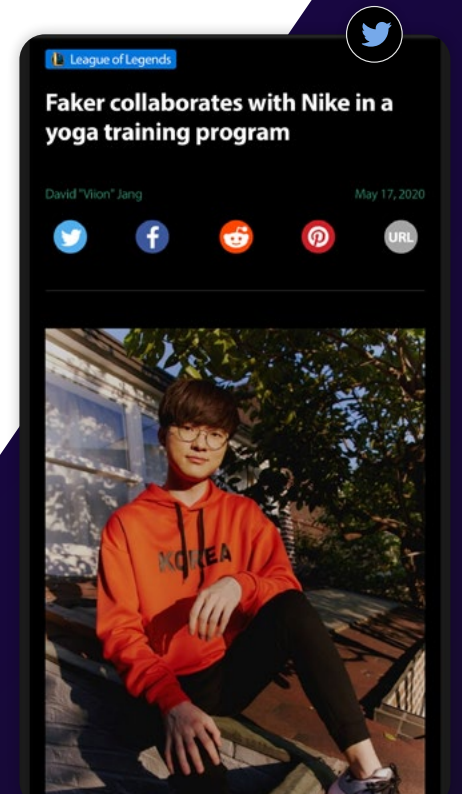 League of Legends
Faker collaborates with Nike in a
yoga training program
David "Viion" Jang
May 17, 2020
URL
KOREA